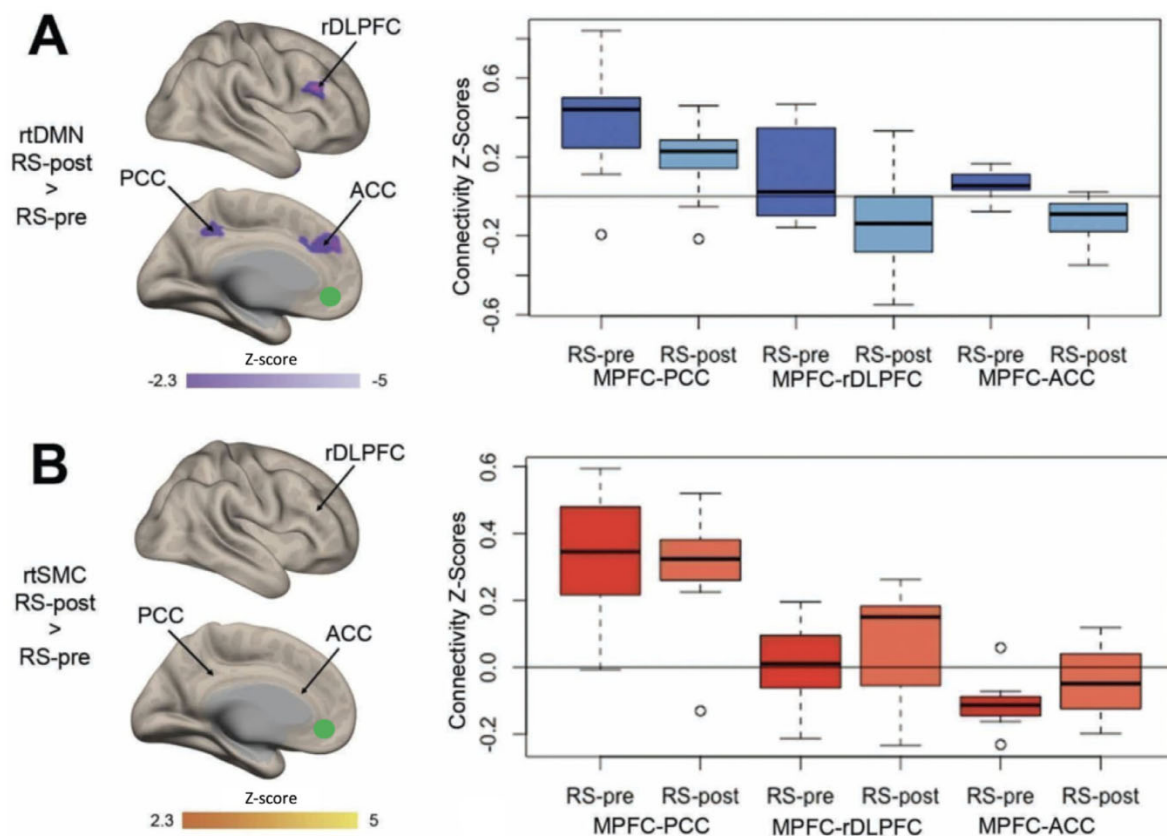 A
rDLPFC
rtDMN
RS-post
>
RS-pre
PCC
ACC
Z-score
-2.3
-5
Connectivity Z-Scores
0.6
0.2
-0.2
-0.6
RS-pre RS-post RS-pre RS-post RS-pre RS-post
MPFC-PCC MPFC-rDLPFC MPFC-ACC
B
rDLPFC
rtSMC
RS-post
>
RS-pre
PCC
ACC
Z-score
2.3
5
Connectivity Z-Scores
0.6
0.4
0.2
0.0
-0.2
RS-pre RS-post RS-pre RS-post RS-pre RS-post
MPFC-PCC MPFC-rDLPFC MPFC-ACC